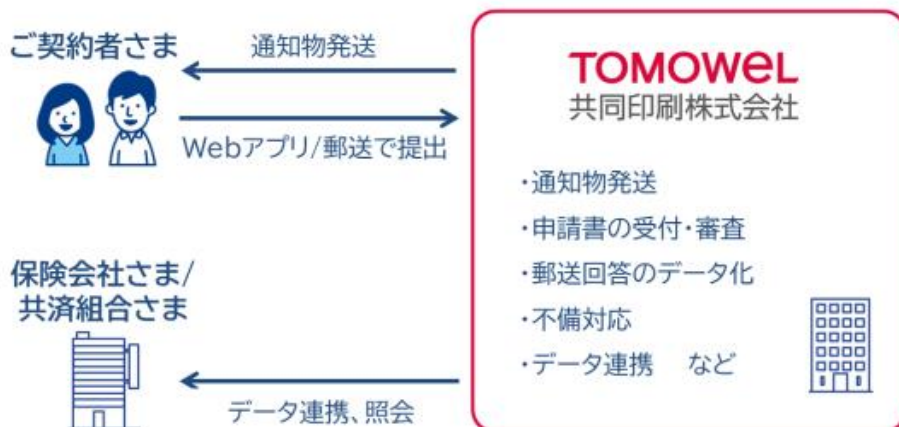 ご契約者さま
通知物発送
Webアプリ/郵送で提出
保険会社さま/
共済組合さま
データ連携、照会
TOMOWEL
共同印刷株式会社
・通知物発送
・申請書の受付・審査
・郵送回答のデータ化
・不備対応
・データ連携　など